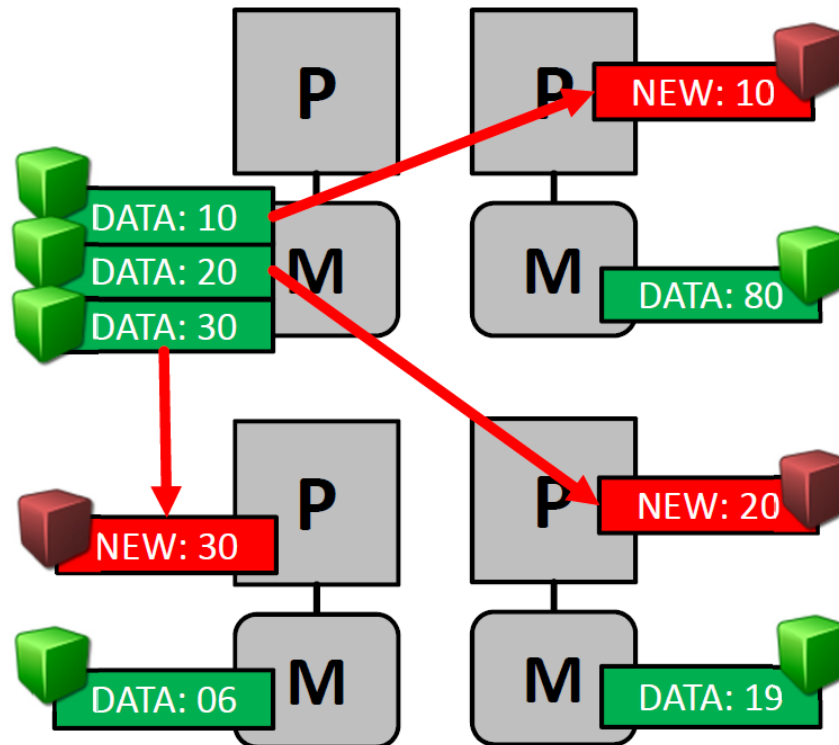 P
P
NEW: 10
DATA: 10
DATA: 20
M
M
DATA: 30
DATA: 80
P
P
NEW: 30
NEW: 20
M
M
DATA: 06
DATA: 19